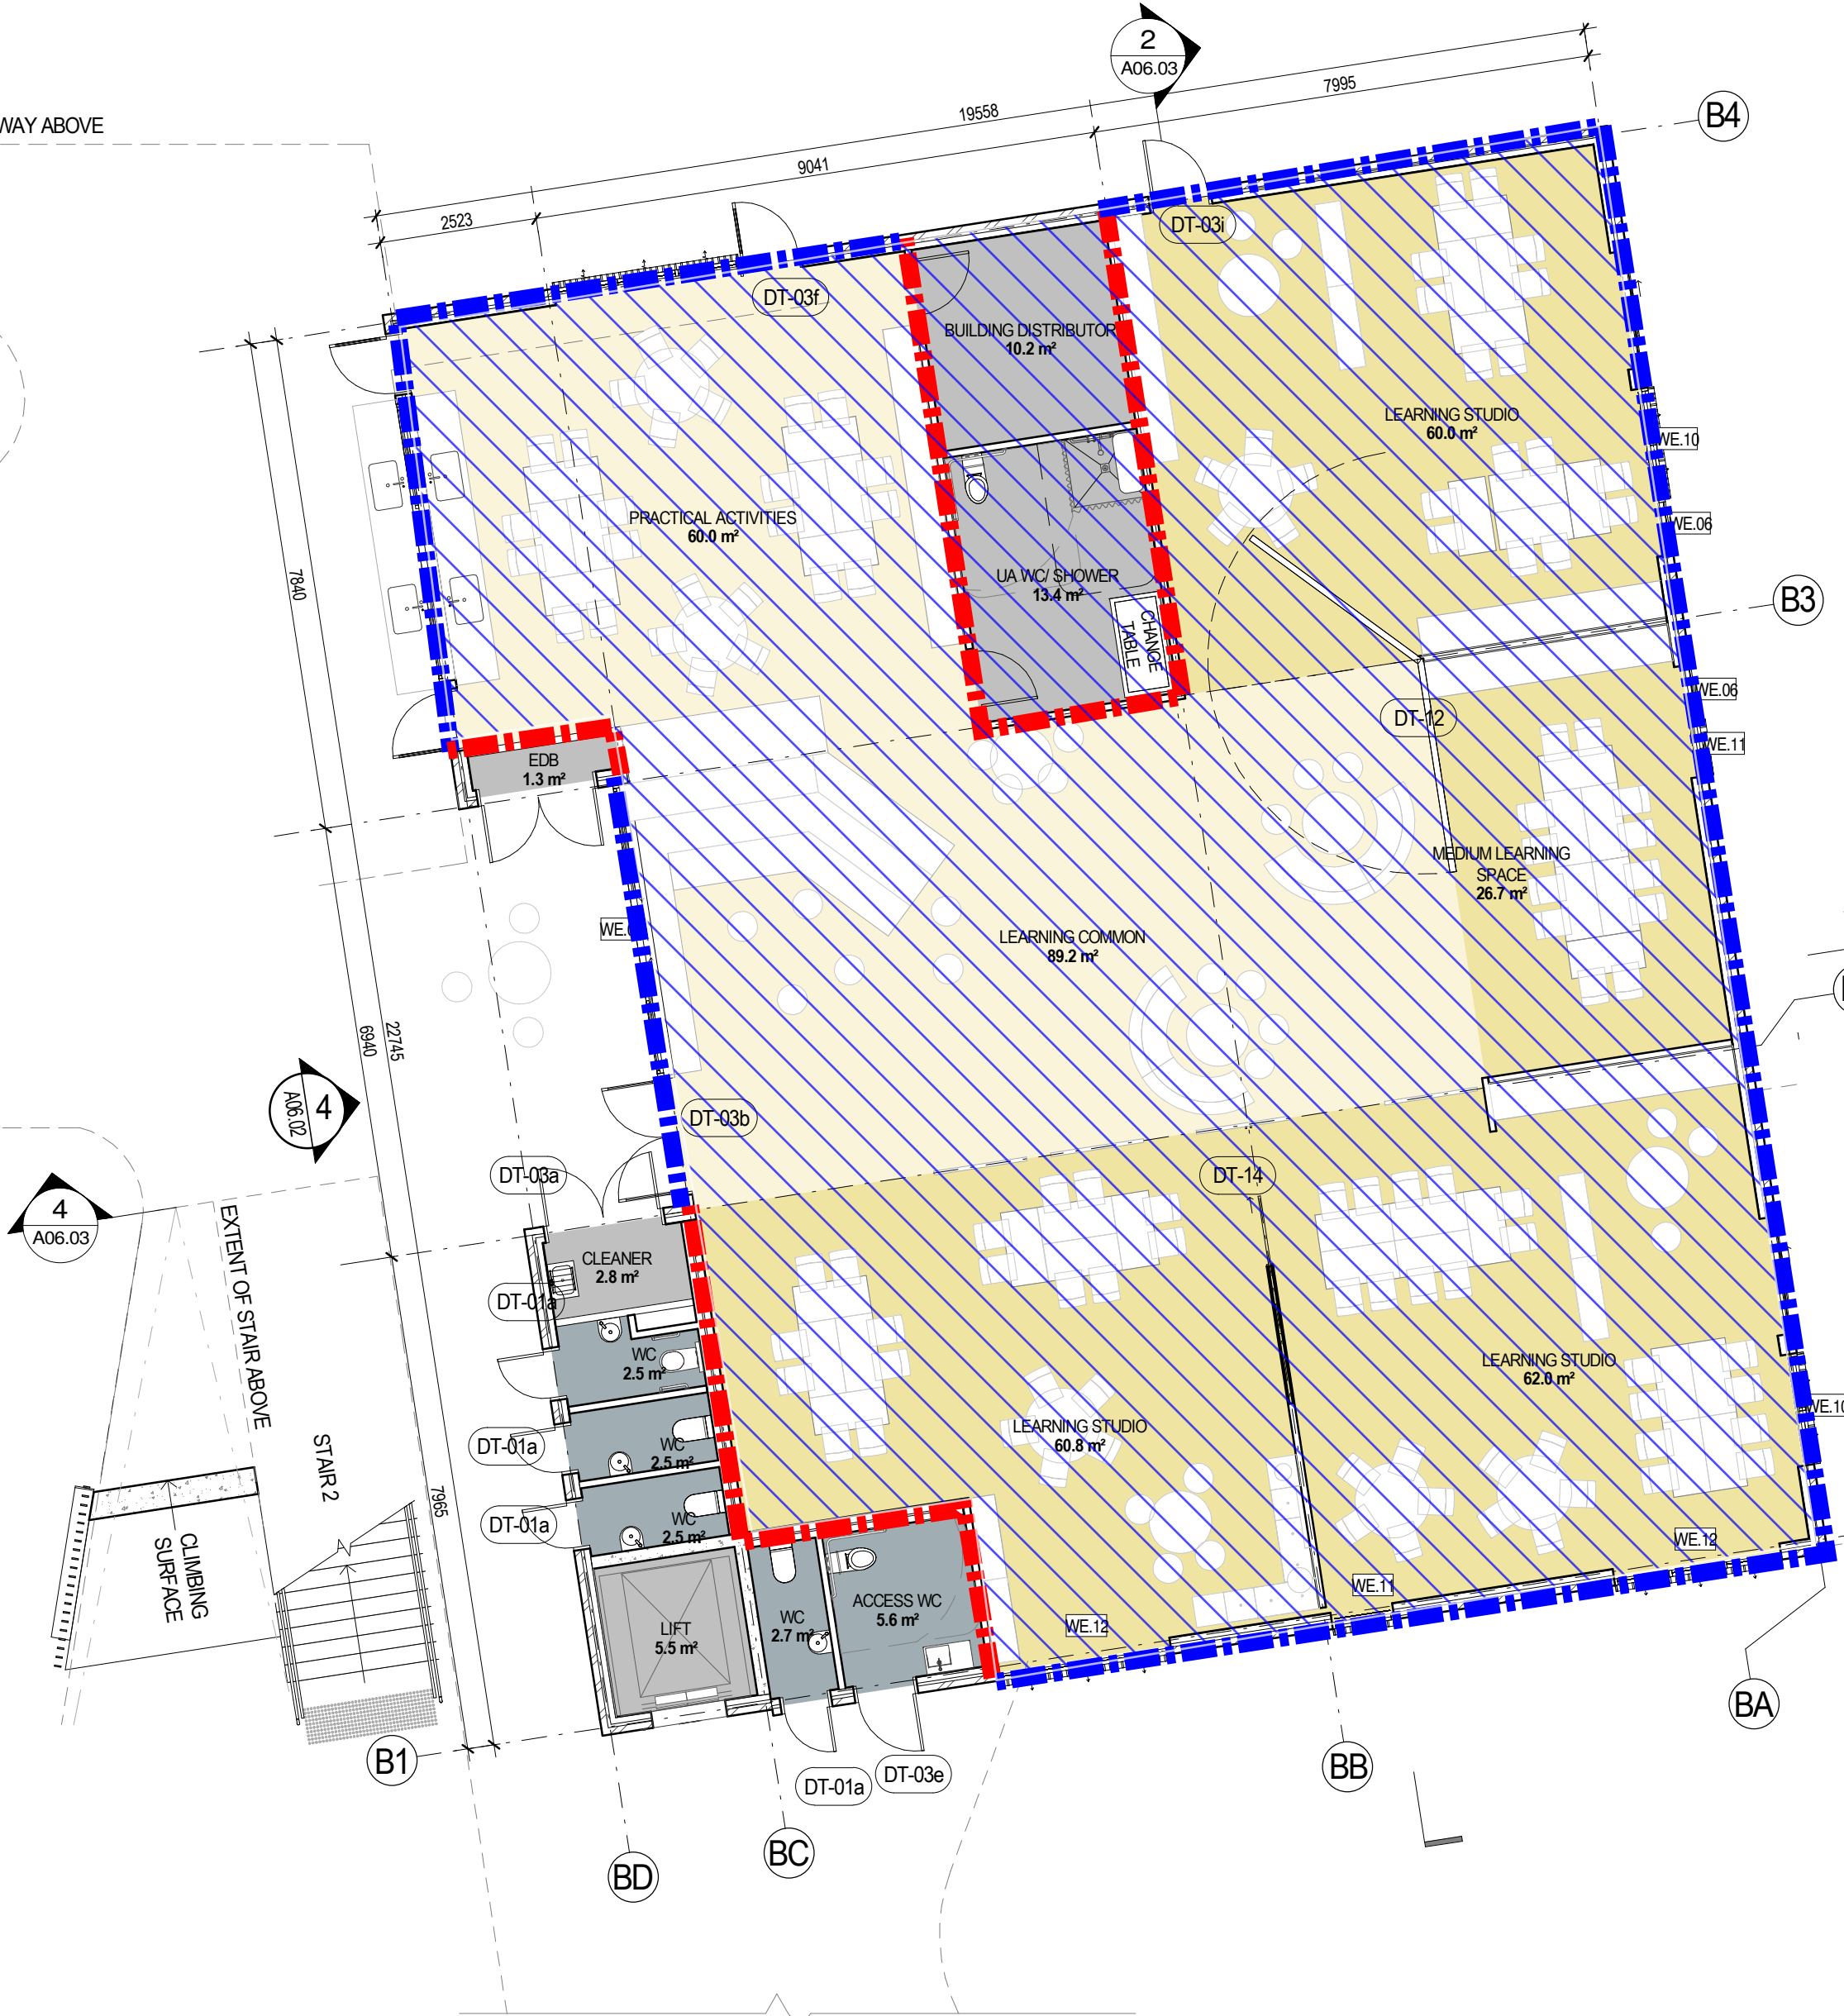 2
A06.03
7995
19558
B4
WAY ABOVE
9041
2523
DT-03i
DT-03f
BUILDING DISTRIBUTOR
10.2 m²
LEARNING STUDIO
60.0 m²
WE.10
PRACTICAL ACTIVITIES
60.0 m²
WE.06
UA WC/ SHOWER
13.4 m²
7840
B3
CHANGE
TABLE
WE.06
DT-12
WE.11
EDB
1.3 m²
MEDIUM LEARNING
SPACE
26.7 m²
WE.
LEARNING COMMON
89.2 m²
6940
22745
4
A06.02
DT-03b
DT-03a
DT-14
4
A06.03
EXTENT OF STAIR ABOVE
CLEANER
2.8 m²
DT-01a
WC
2.5 m²
LEARNING STUDIO
62.0 m²
WE.10
LEARNING STUDIO
60.8 m²
DT-01a
WC
2.5 m²
STAIR 2
7965
DT-01a
WC
2.5 m²
WE.12
CLIMBING
SURFACE
WE.11
ACCESS WC
5.6 m²
WC
2.7 m²
WE.12
LIFT
5.5 m²
BA
B1
DT-01a
DT-03e
BB
BC
BD